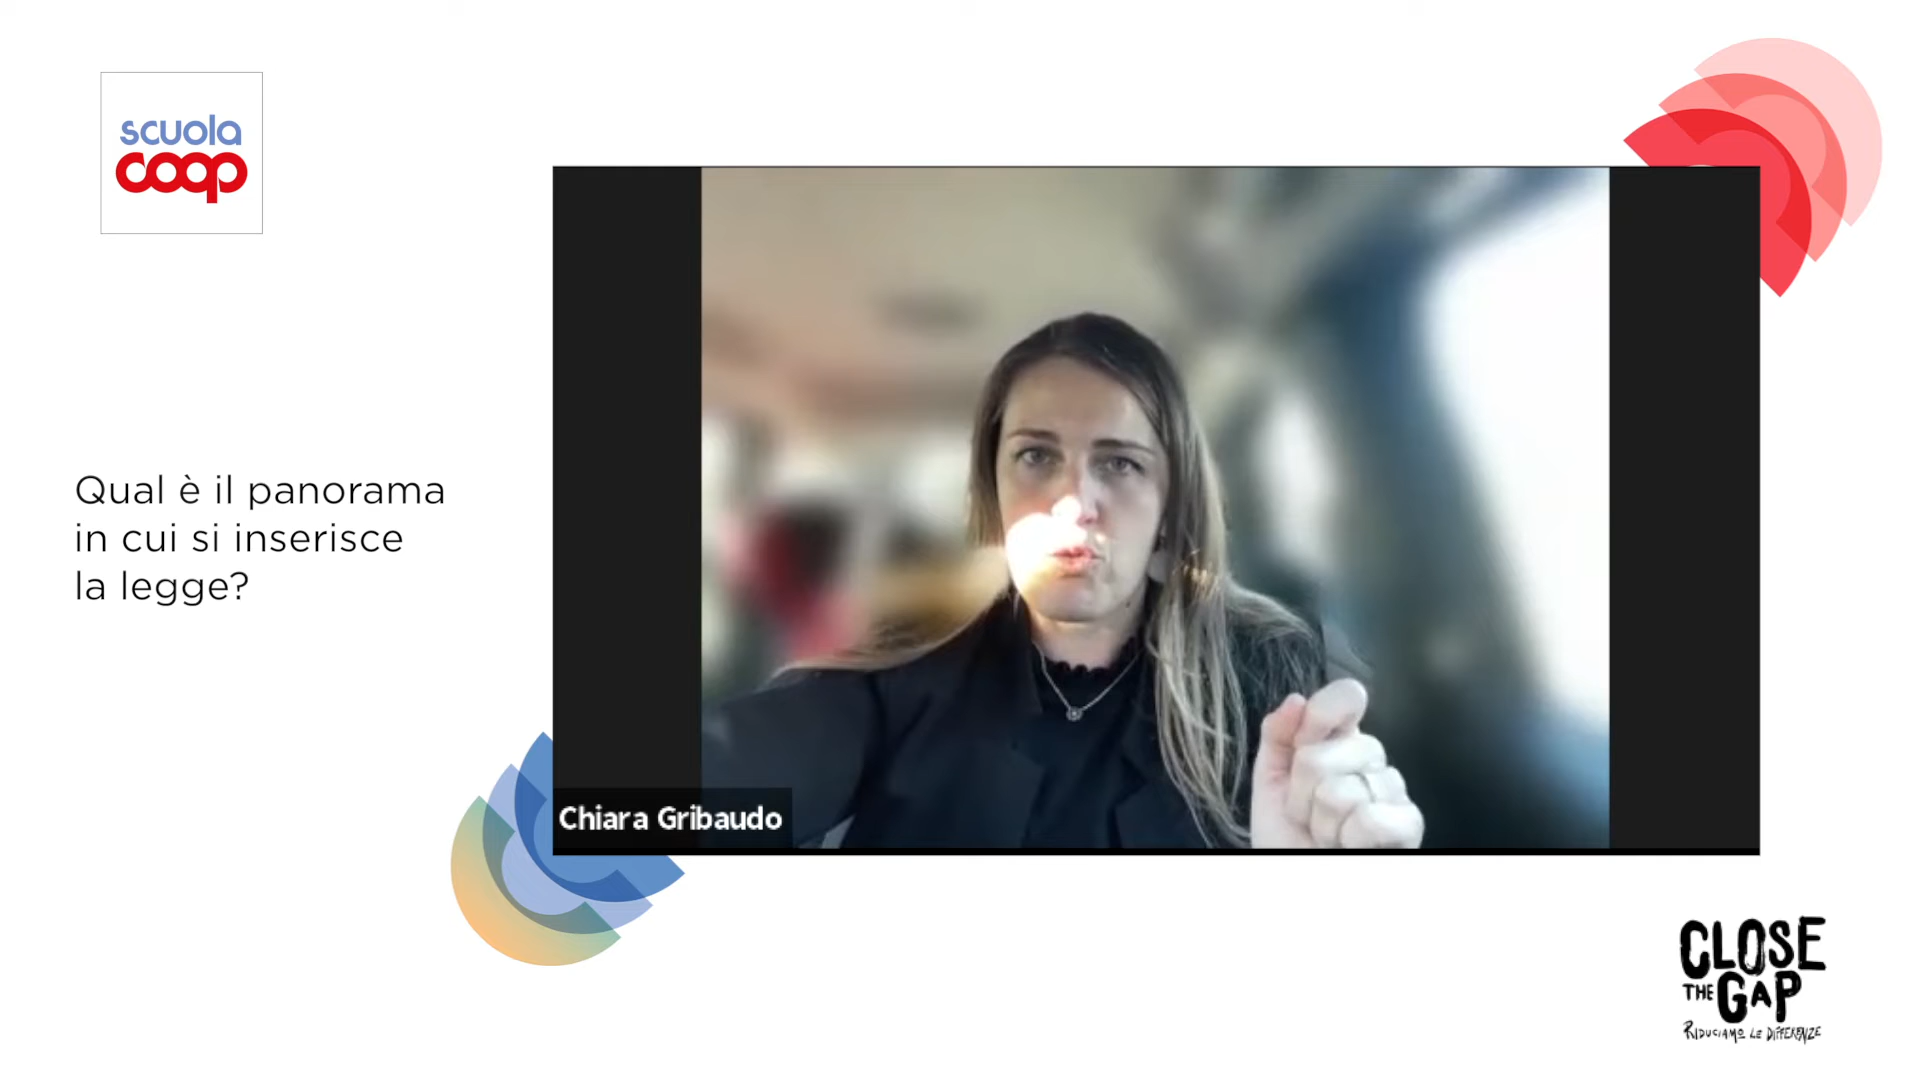 scuola
coop
Qual è il panorama
in cui si inserisce
la legge?
Chiara Gribaudo
CLOSE
THE GAP
RIDUCIAMO LE DIFFERENZE